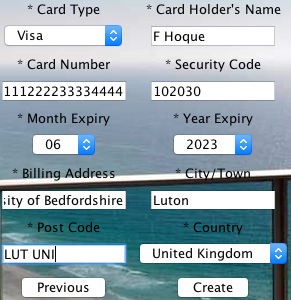 * Card Type * Card Holder's Name
Visa F Hoque
* Card Number * Security Code
111222233334444 102030
* Month Expiry * Year Expiry
06 2023
* Billing Address * City/Town
sity of Bedfordshire Luton
* Post Code * Country
LUT UNI United Kingdom
Previous Create